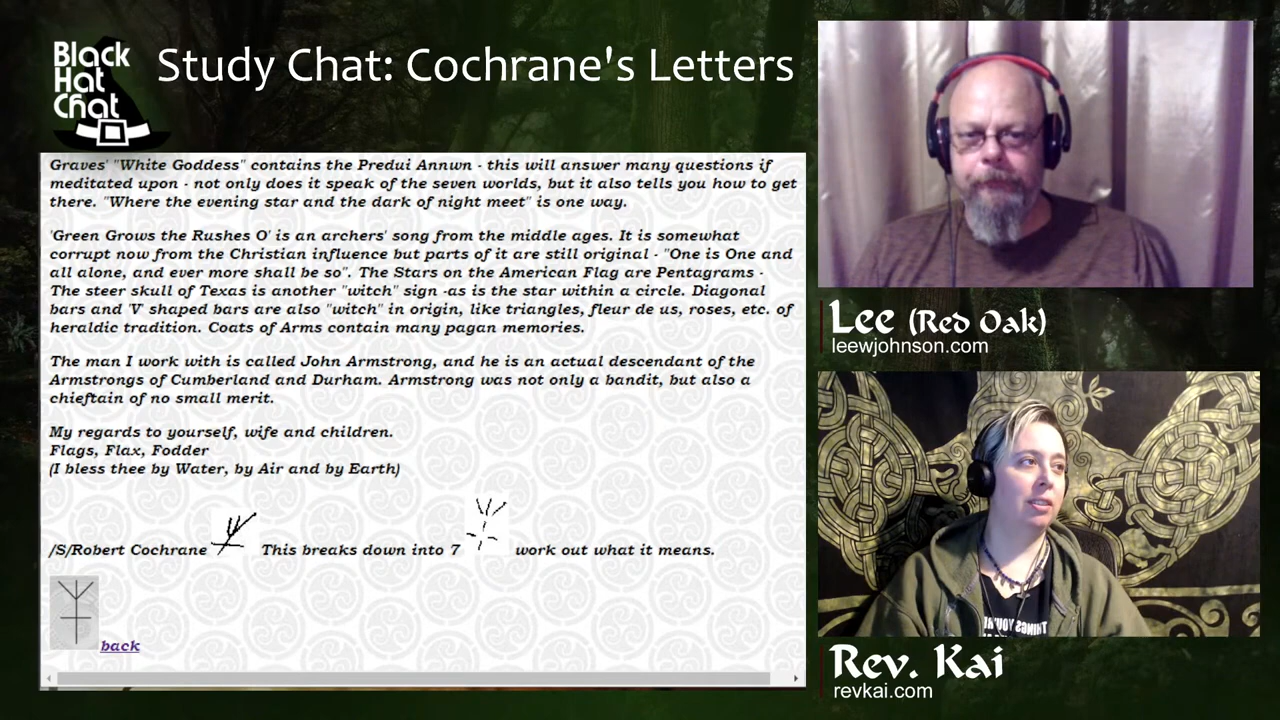 Black
Hat
Chat
Study Chat: Cochrane's Letters
Graves' "White Goddess" contains the Predui Annwn - this will answer many questions if
meditated upon - not only does it speak of the seven worlds, but it also tells you how to get
there. "Where the evening star and the dark of night meet" is one way.
'Green Grows the Rushes O' is an archers' song from the middle ages. It is somewhat
corrupt now from the Christian influence but parts of it are still original - "One is One and
all alone, and ever more shall be so". The Stars on the American Flag are Pentagrams -
The steer skull of Texas is another "witch" sign -as is the star within a circle. Diagonal
bars and 'V' shaped bars are also "witch" in origin, like triangles, fleur de us, roses, etc. of
heraldic tradition. Coats of Arms contain many pagan memories.
The man I work with is called John Armstrong, and he is an actual descendant of the
Armstrongs of Cumberland and Durham. Armstrong was not only a bandit, but also a
chieftain of no small merit.
My regards to yourself, wife and children.
Flags, Flax, Fodder
(I bless thee by Water, by Air and by Earth)
/S/Robert Cochrane This breaks down into 7 work out what it means.
back
Lee (Red Oak)
leewjohnson.com
THINGS YOU
Rev. Kai
revkai.com